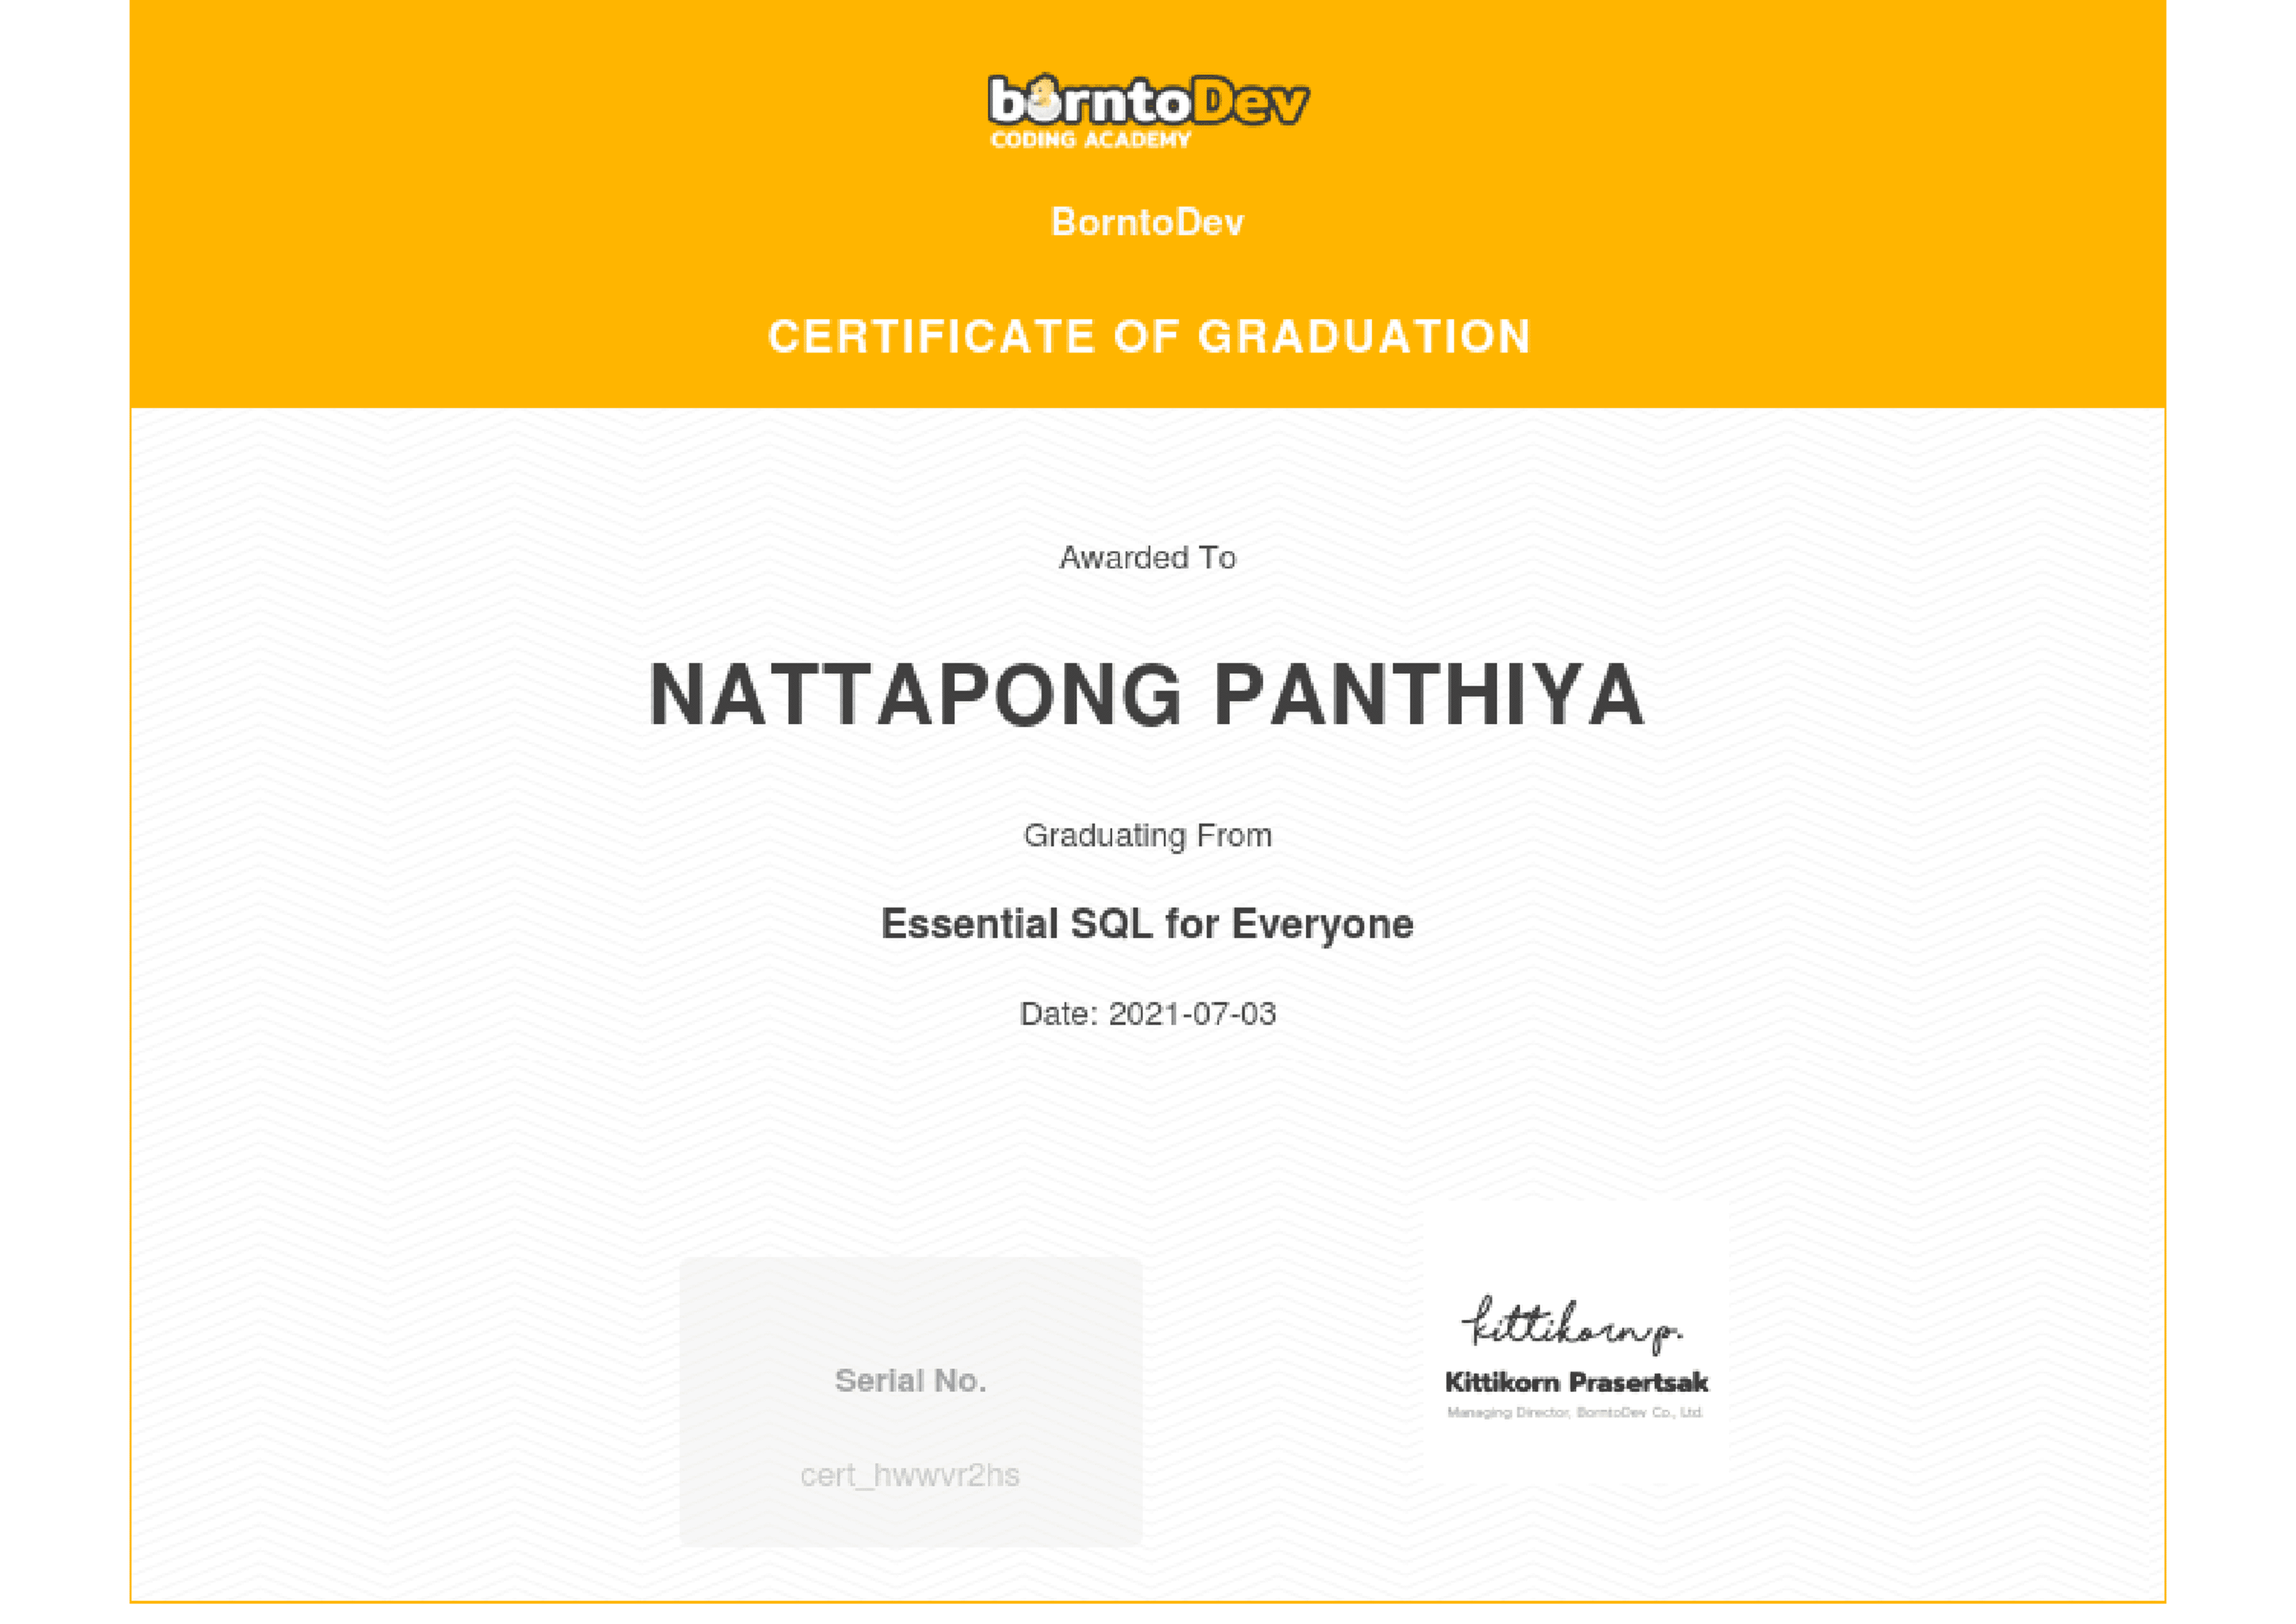 borntoDev
CODING ACADEMY
BorntoDev
CERTIFICATE OF GRADUATION
Awarded To
NATTAPONG PANTHIYA
Graduating From
Essential SQL for Everyone
Date: 2021-07-03
kittikorn p.
Serial No.
Kittikorn Prasertsak
Managing Director, BorntoDev Co., Ltd.
cert_hwwvr2hs